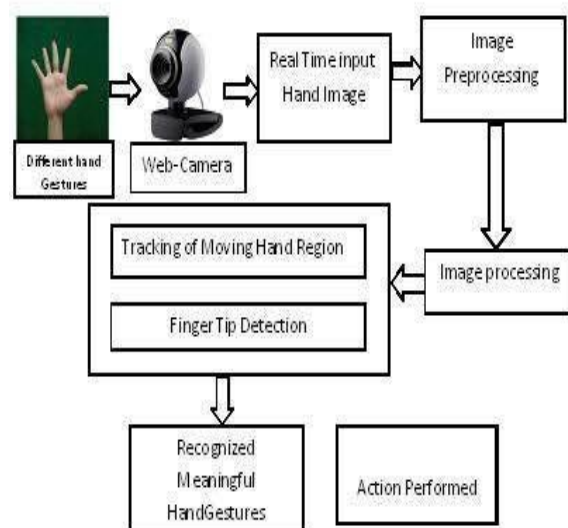 Real Time input
Hand Image
Image
Preprocessing
Different hand
Gestures
Web-Camera
Tracking of Moving Hand Region
Finger Tip Detection
Image processing
Recognized
Meaningful
HandGestures
Action Performed